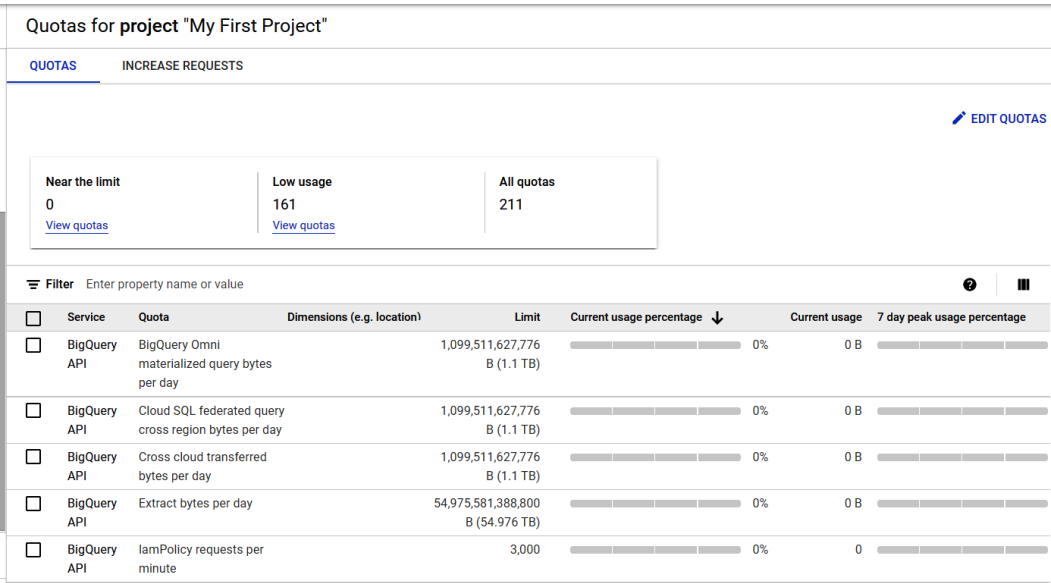 Quotas for project "My First Project"
QUOTAS INCREASE REQUESTS
EDIT QUOTAS
Near the limit Low usage All quotas
0 161 211
View quotas View quotas
Filter Enter property name or value
Service Quota Dimensions (e.g. location) Limit Current usage percentage Current usage 7 day peak usage percentage
BigQuery BigQuery Omni 1,099,511,627,776 0% 0 B
API materialized query bytes B (1.1 TB)
per day
BigQuery Cloud SQL federated query 1,099,511,627,776 0% 0 B
API cross region bytes per day B (1.1 TB)
BigQuery Cross cloud transferred 1,099,511,627,776 0% 0 B
API bytes per day B (1.1 TB)
BigQuery Extract bytes per day 54,975,581,388,800 0% 0 B
API B (54.976 TB)
BigQuery IamPolicy requests per 3,000 0% 0
API minute